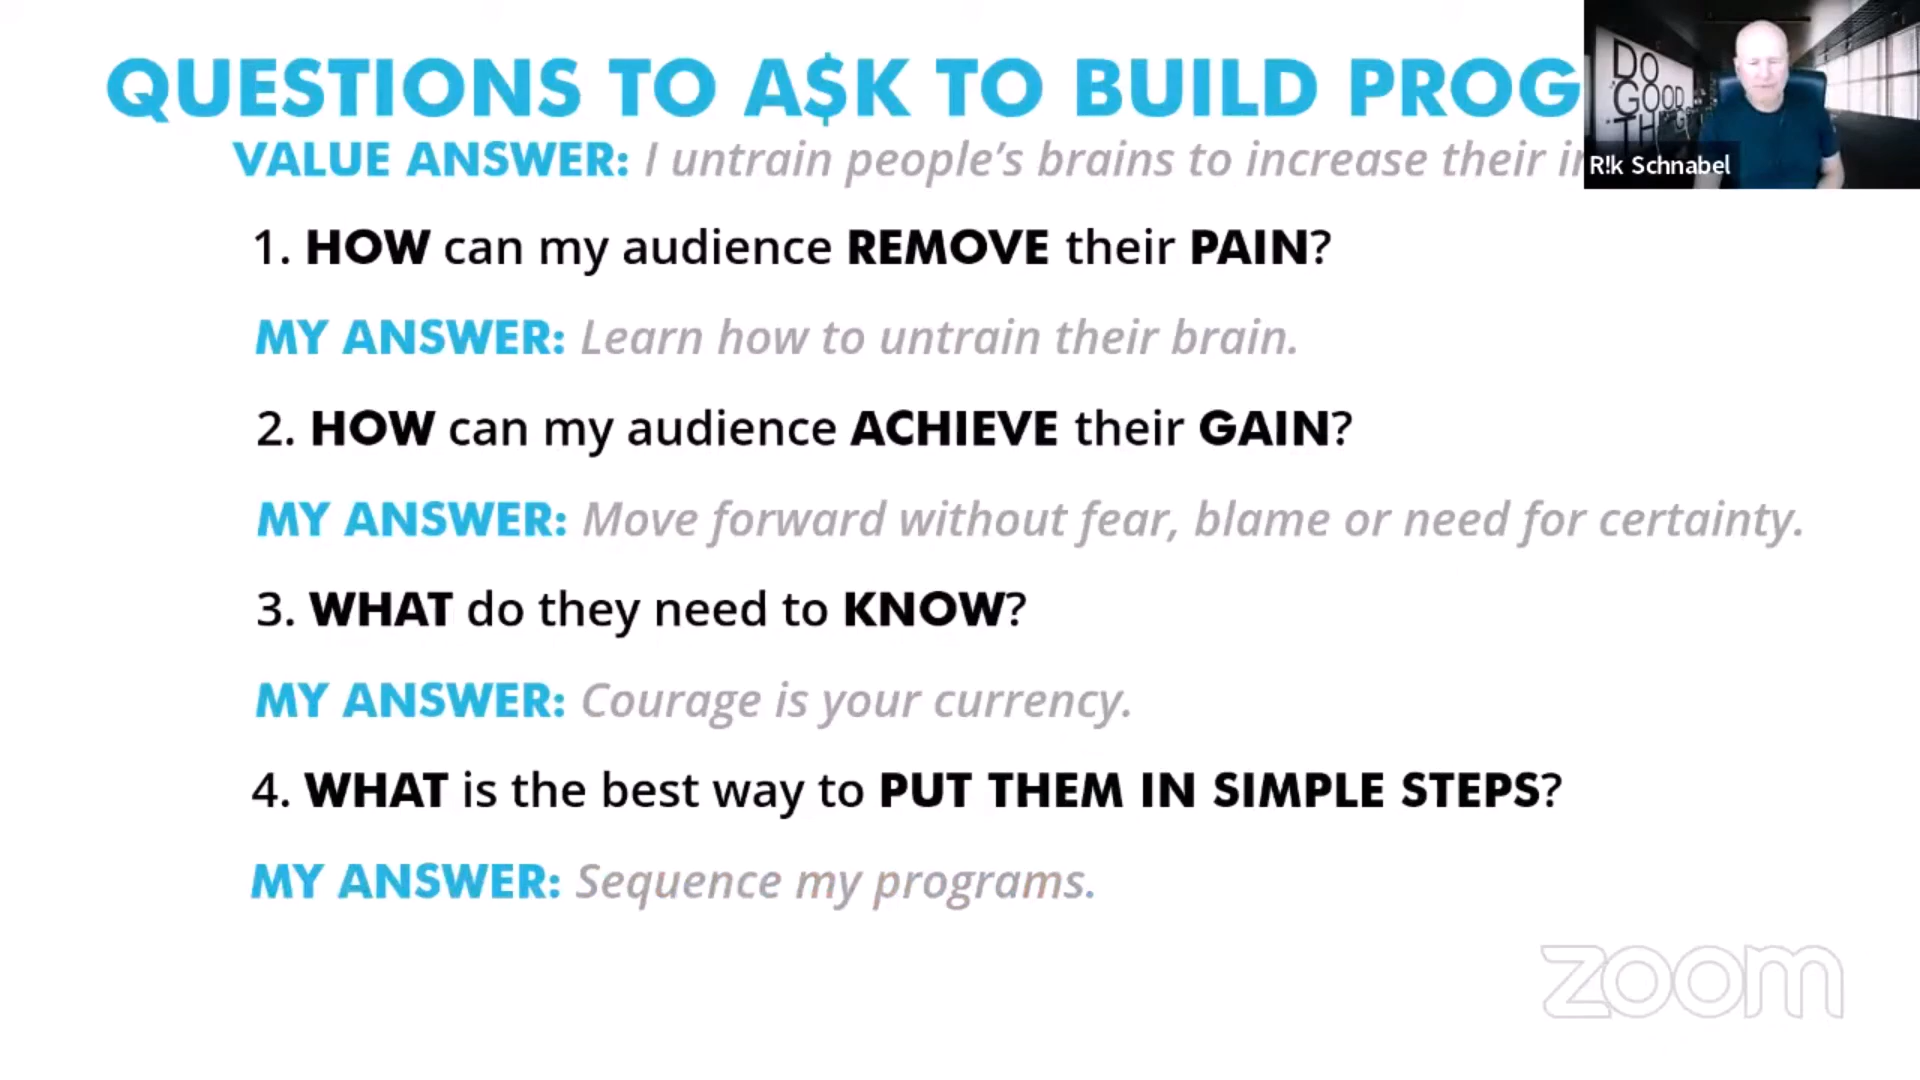 QUESTIONS TO A$K TO BUILD PROG
VALUE ANSWER: I untrain people's brains to increase their
1. HOW can my audience REMOVE their PAIN?
MY ANSWER: Learn how to untrain their brain.
2. HOW can my audience ACHIEVE their GAIN?
MY ANSWER: Move forward without fear, blame or need for certainty.
3. WHAT do they need to KNOW?
MY ANSWER: Courage is your currency.
4. WHAT is the best way to PUT THEM IN SIMPLE STEPS?
MY ANSWER: Sequence my programs.
DO
GOOD
TH
R!k Schnabel
zoom